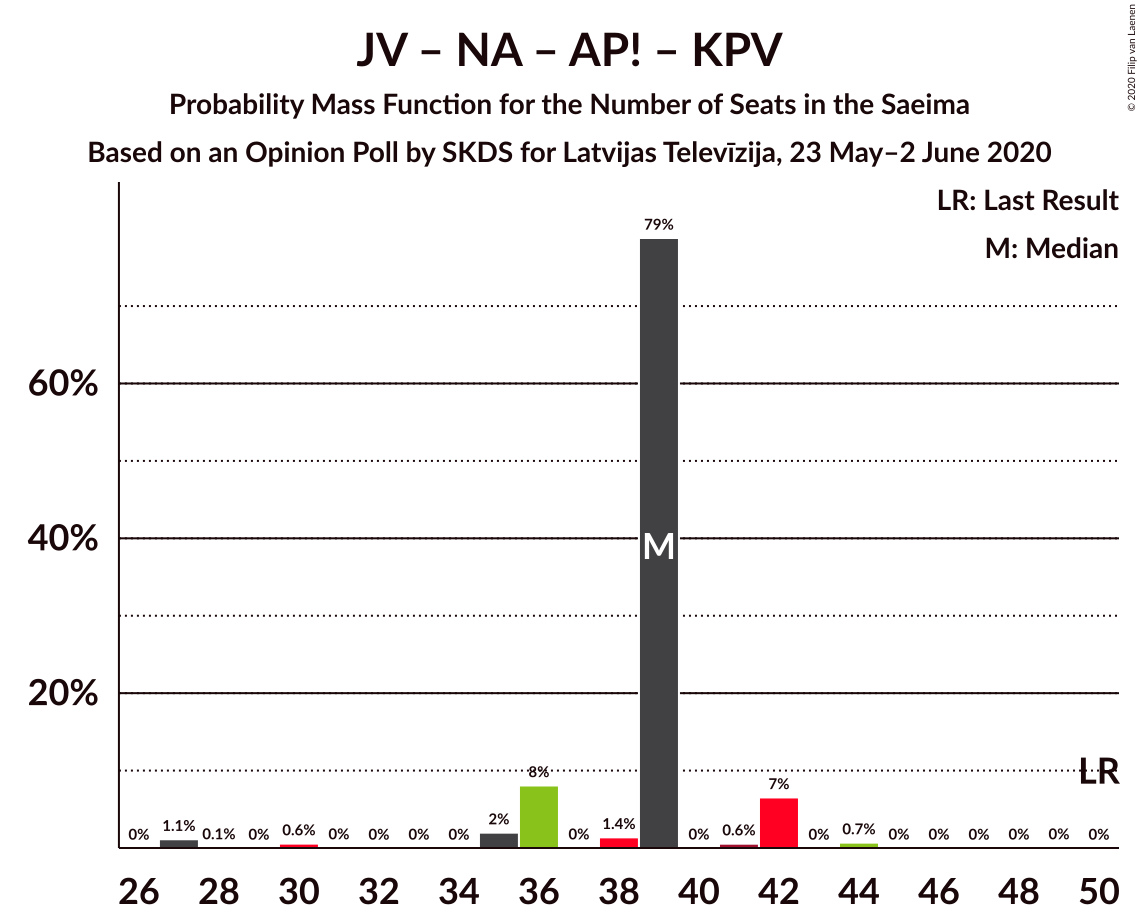 © 2020 Filip van Laenen
JV – NA – AP! – KPV
Probability Mass Function for the Number of Seats in the Saeima
Based on an Opinion Poll by SKDS for Latvijas Televīzija, 23 May–2 June 2020
LR: Last Result
M: Median
79%
60%
40%
M
20%
LR
8%
7%
0% 1.1% 0.1% 0% 0.6% 0% 0% 0% 0% 2% 0% 1.4% 0% 0.6% 0% 0.7% 0% 0% 0% 0% 0% 0%
26 28 30 32 34 36 38 40 42 44 46 48 50